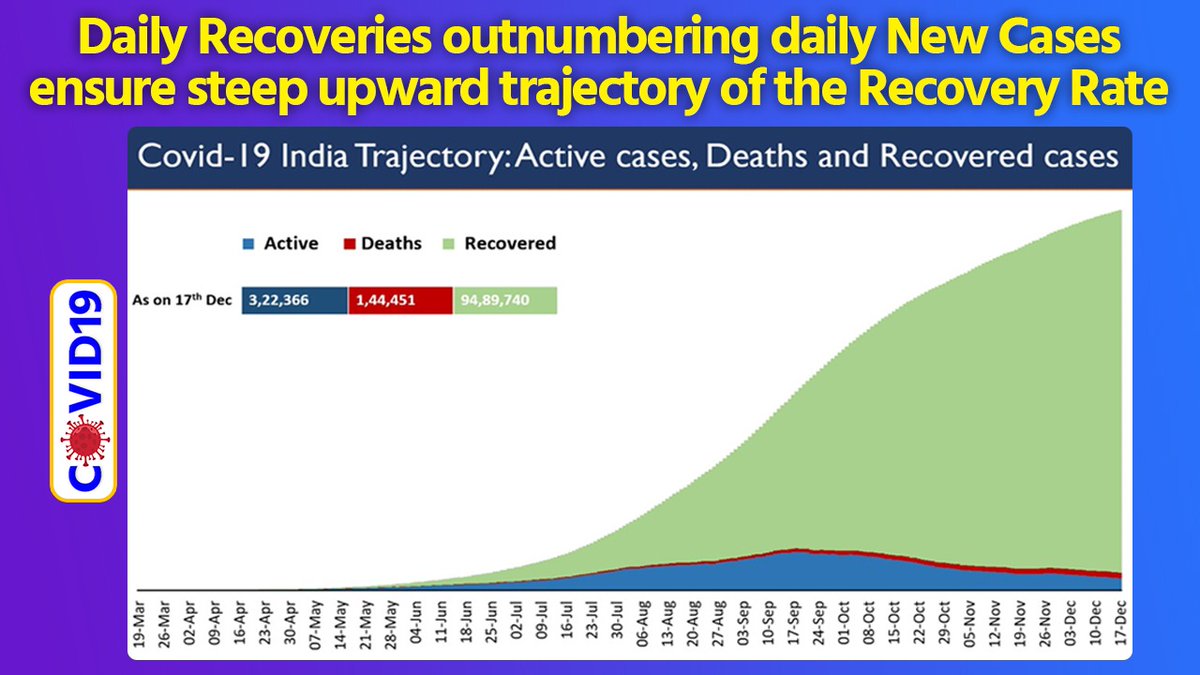 Daily Recoveries outnumbering daily New Cases
ensure steep upward trajectory of the Recovery Rate
Covid-19 India Trajectory: Active cases, Deaths and Recovered cases
Active Deaths Recovered
As on 17th Dec 3,22,366 1,44,451 94,89,740
COVID19
19-Mar 26-Mar 02-Apr 09-Apr 16-Apr 23-Apr 30-Apr 07-May 14-May 21-May 28-May 04-Jun 11-Jun 18-Jun 25-Jun 02-Jul 09-Jul 16-Jul 23-Jul 30-Jul 06-Aug 13-Aug 20-Aug 27-Aug 03-Sep 10-Sep 17-Sep 24-Sep 01-Oct 08-Oct 15-Oct 22-Oct 29-Oct 05-Nov 12-Nov 19-Nov 26-Nov 03-Dec 10-Dec 17-Dec